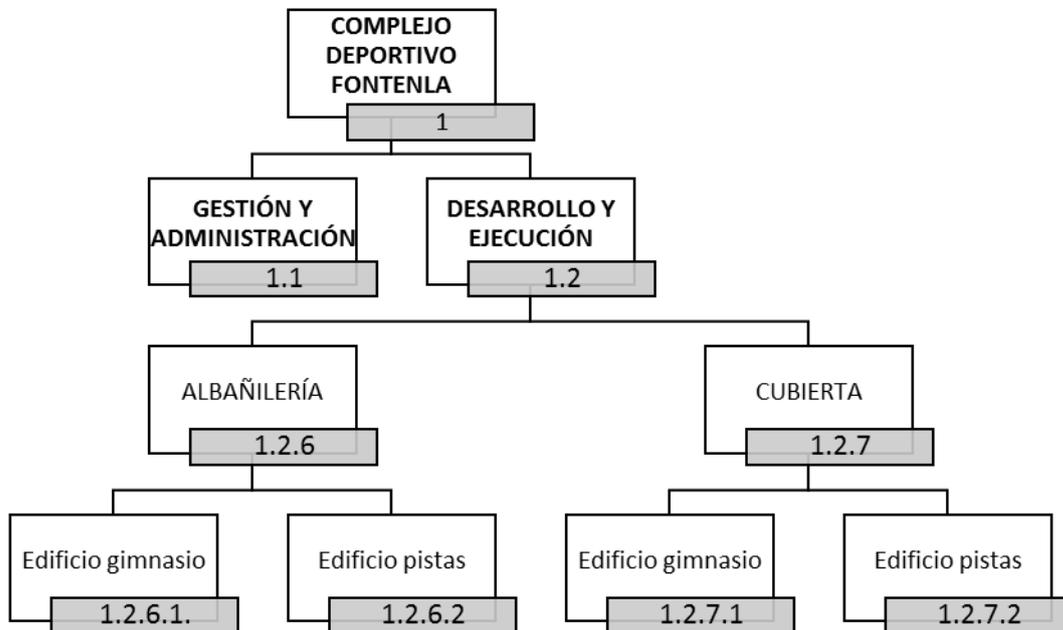 COMPLEJO
DEPORTIVO
FONTENLA
1
GESTIÓN Y
ADMINISTRACIÓN
1.1
DESARROLLO Y
EJECUCIÓN
1.2
ALBAÑILERÍA
1.2.6
CUBIERTA
1.2.7
Edificio gimnasio
1.2.6.1.
Edificio pistas
1.2.6.2
Edificio gimnasio
1.2.7.1
Edificio pistas
1.2.7.2